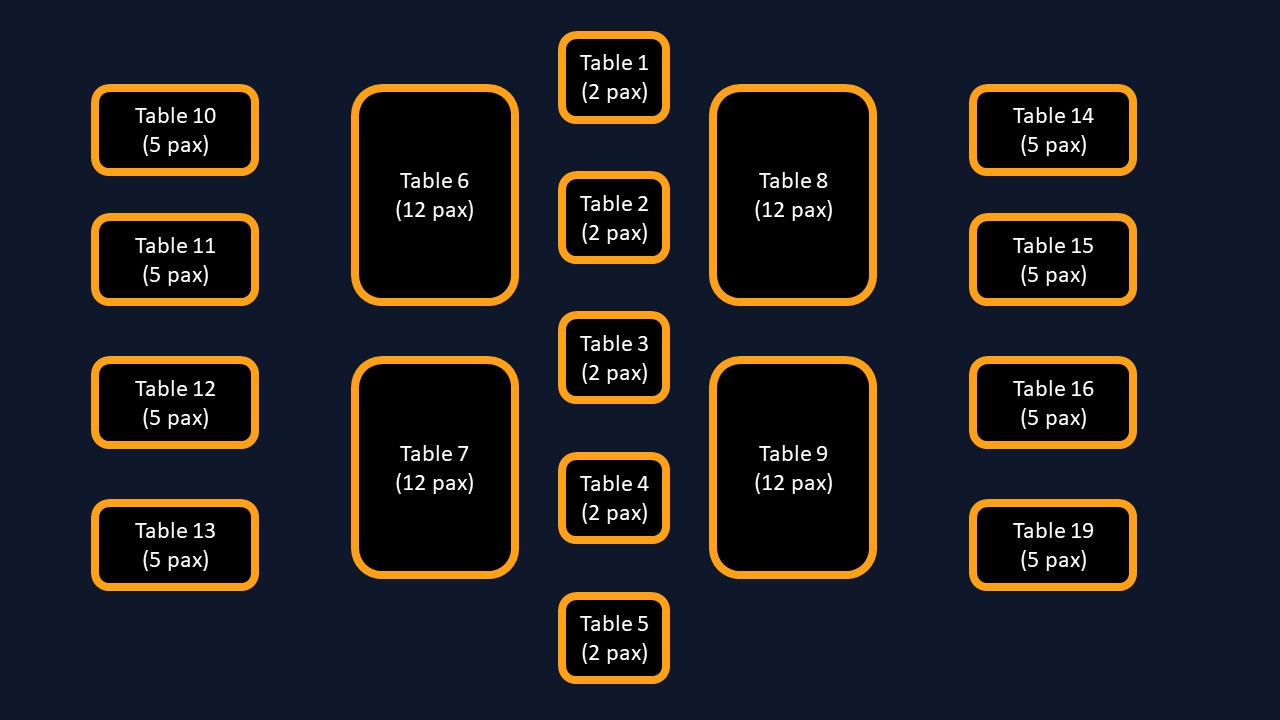 Table 1
(2 pax)
Table 2
(2 pax)
Table 3
(2 pax)
Table 4
(2 pax)
Table 5
(2 pax)
Table 6
(12 pax)
Table 7
(12 pax)
Table 8
(12 pax)
Table 9
(12 pax)
Table 10
(5 pax)
Table 11
(5 pax)
Table 12
(5 pax)
Table 13
(5 pax)
Table 14
(5 pax)
Table 15
(5 pax)
Table 16
(5 pax)
Table 19
(5 pax)